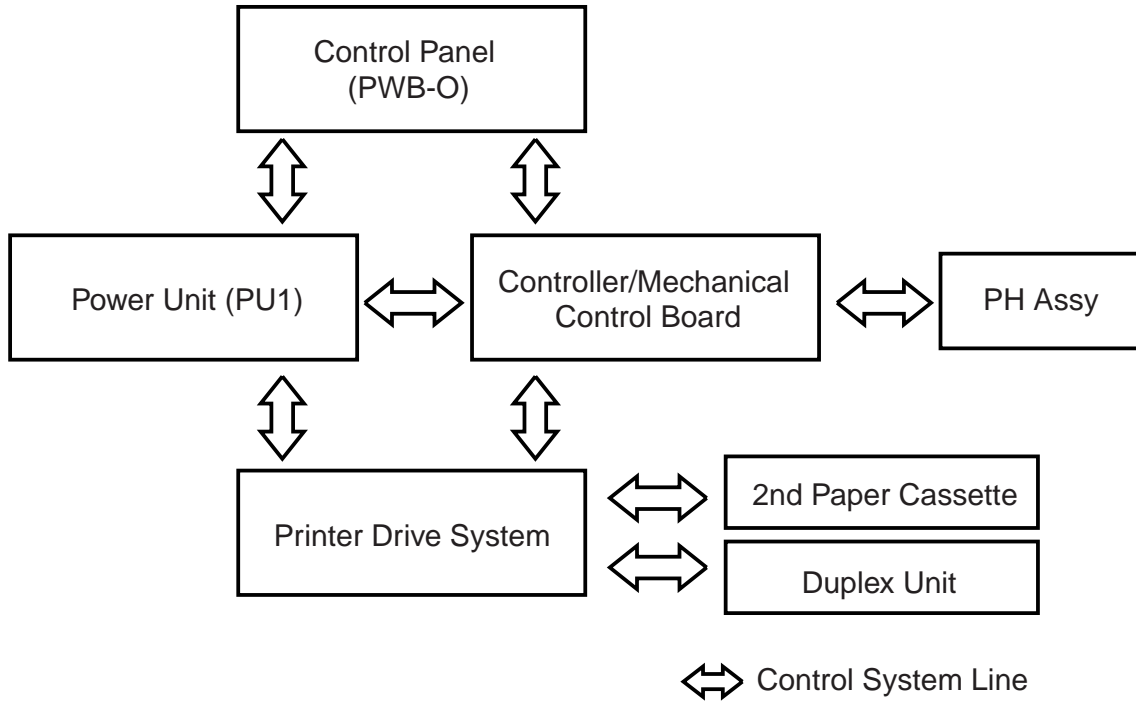 Control Panel
(PWB-O)
Power Unit (PU1)
Controller/Mechanical
Control Board
PH Assy
Printer Drive System
2nd Paper Cassette
Duplex Unit
Control System Line